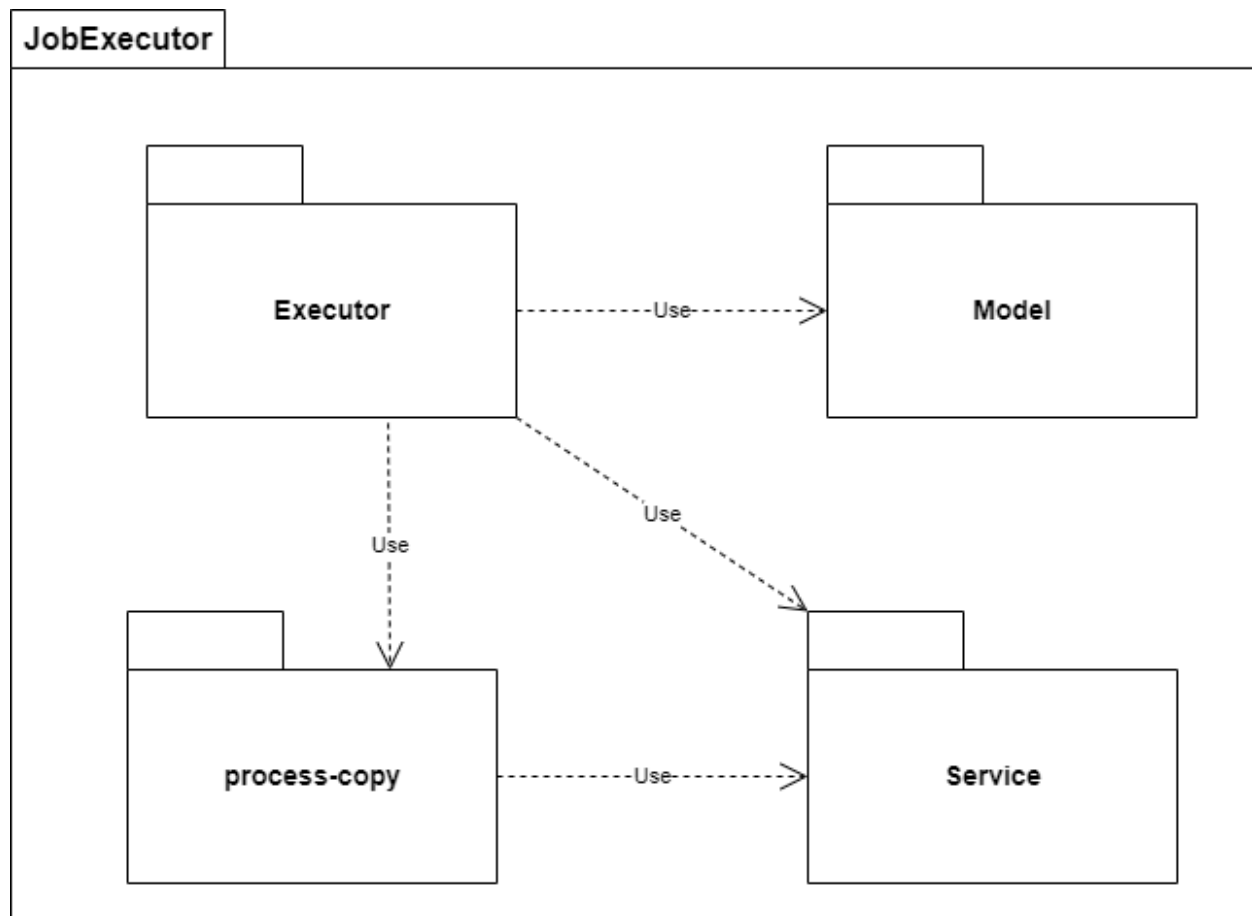 JobExecutor
Executor
Use
Model
Use
Use
process-copy
Use
Service